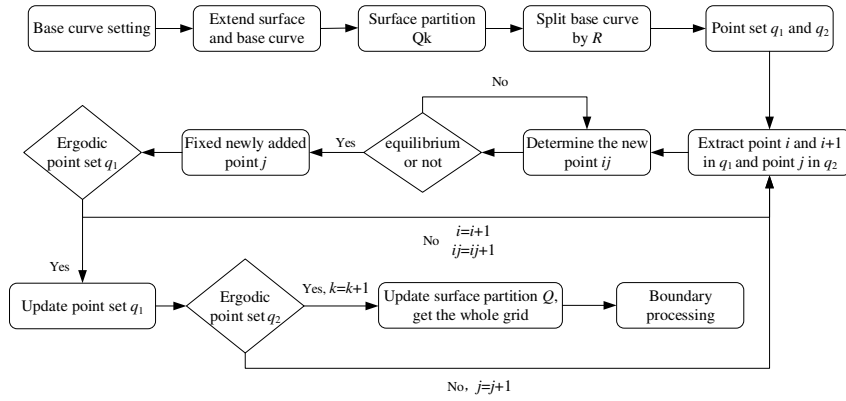 Base curve setting
Extend surface
and base curve
Surface partition
Qk
Split base curve
by R
Point set q₁ and q₂
No
Ergodic
point set q₁
Fixed newly added
point j
Yes
equilibrium
or not
Determine the new
point ij
Extract point i and i+1
in q₁ and point j in q₂
No
i=i+1
ij=ij+1
Yes
Update point set q₁
Ergodic
point set q₂
Yes, k=k+1
Update surface partition Q,
get the whole grid
Boundary
processing
No, j=j+1